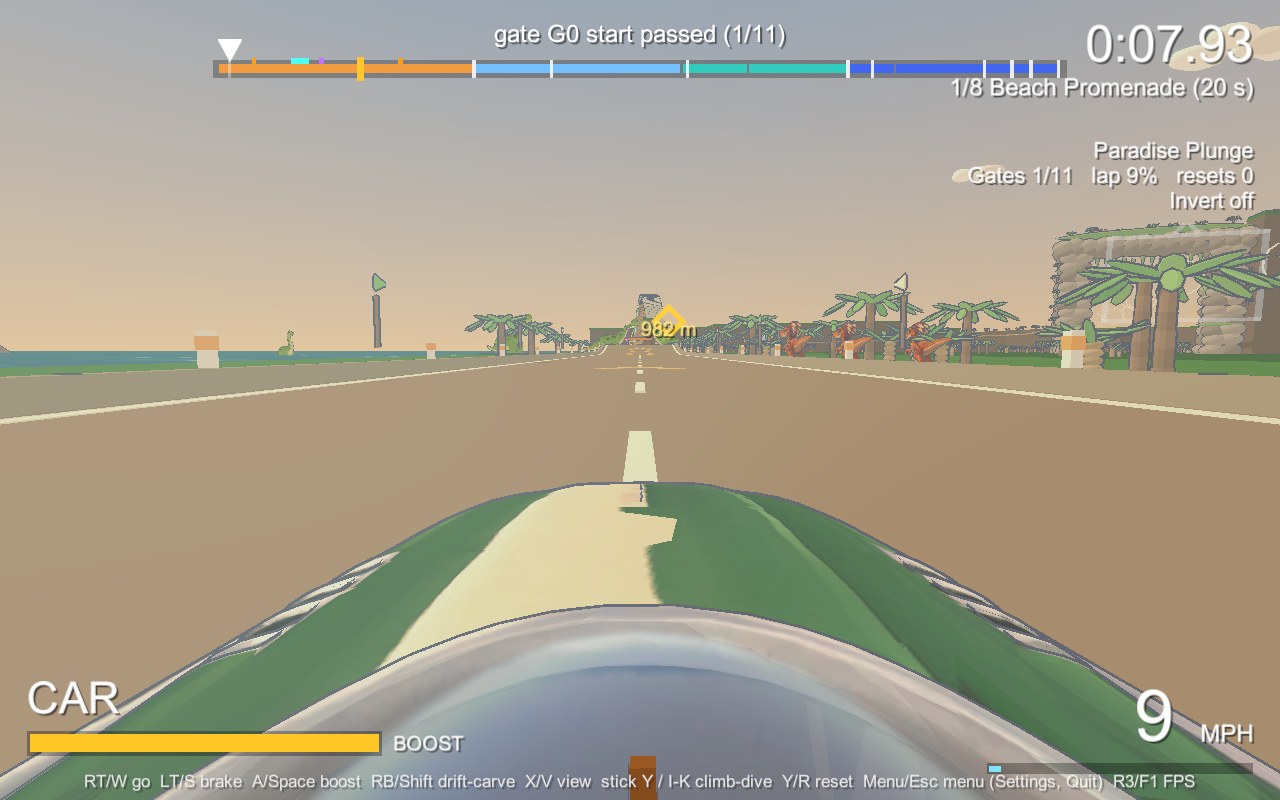 gate G0 start passed (1/11)
0:07.93
1/8 Beach Promenade (20 s)
Paradise Plunge
Gates 1/11 lap 9% resets 0
Invert off
982 m
CAR
BOOST
9 MPH
RT/W go LT/S brake A/Space boost RB/Shift drift-carve X/V view stick Y / I-K climb-dive Y/R reset Menu/Esc menu (Settings, Quit) R3/F1 FPS